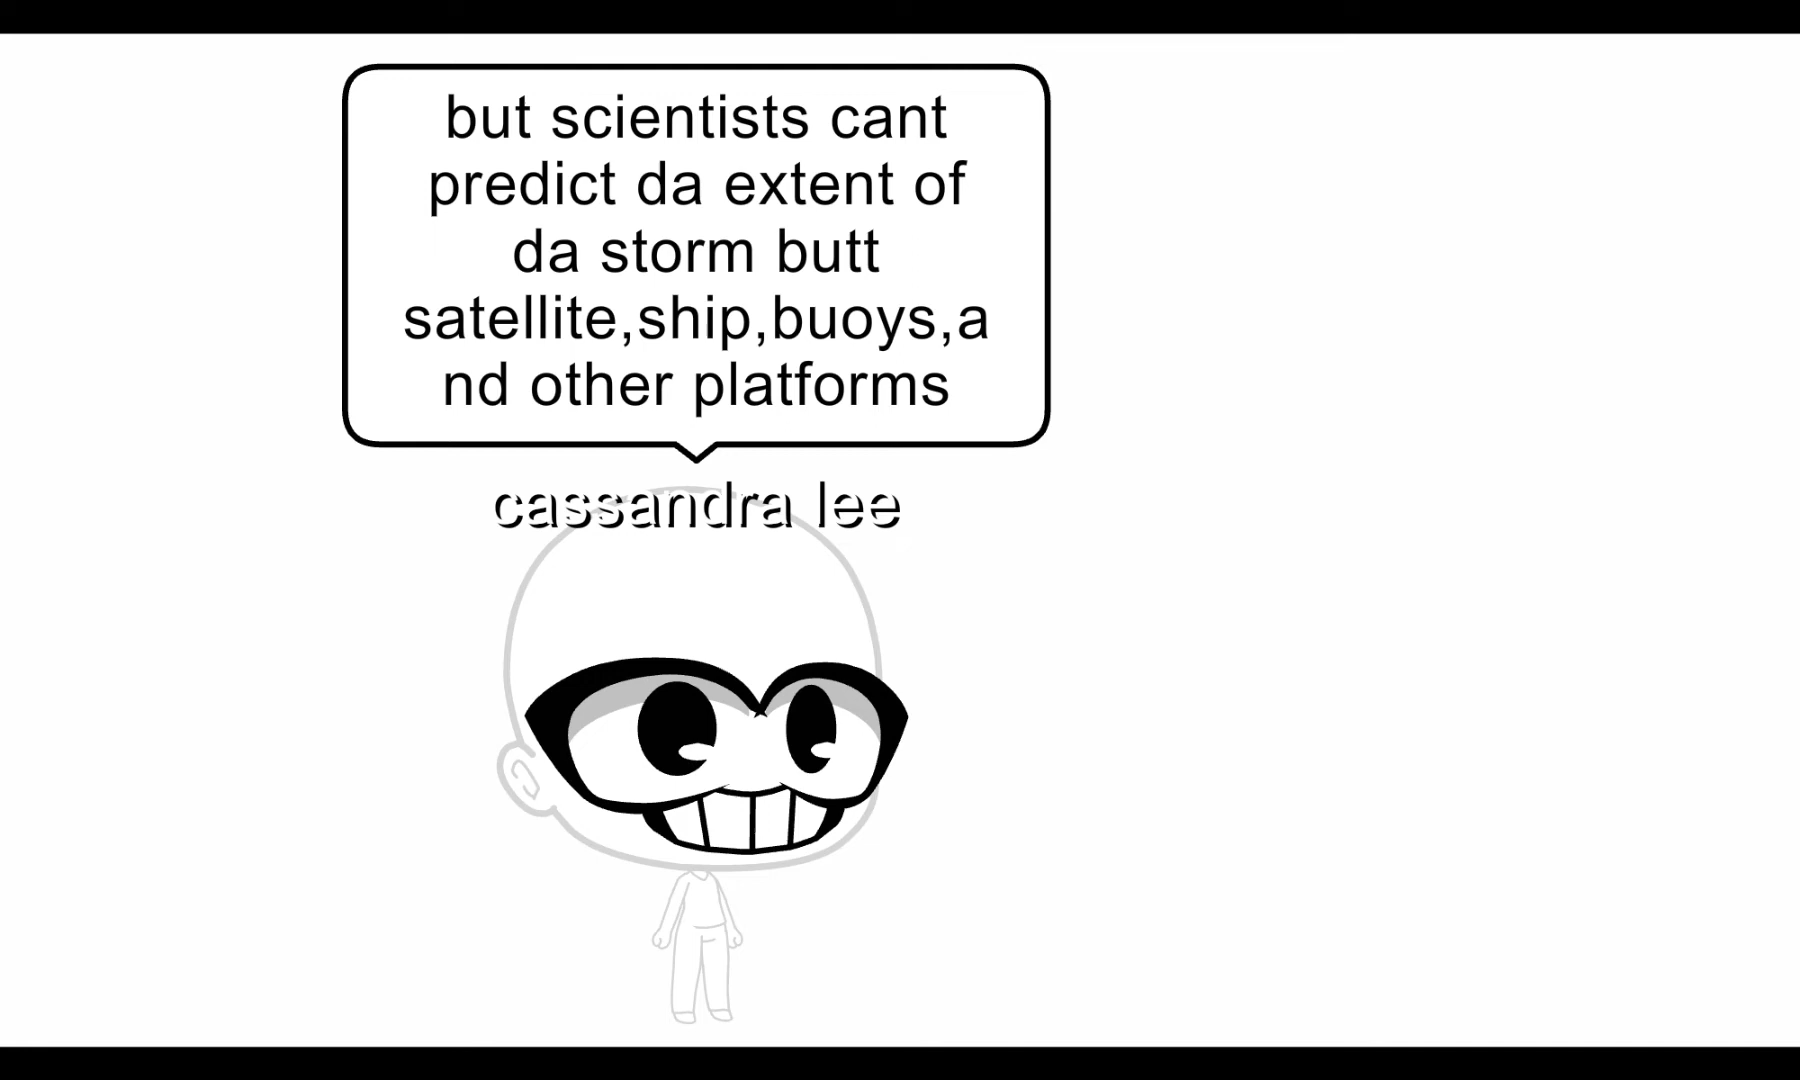 but scientists cant
predict da extent of
da storm butt
satellite,ship,buoys,a
nd other platforms
cassandra lee